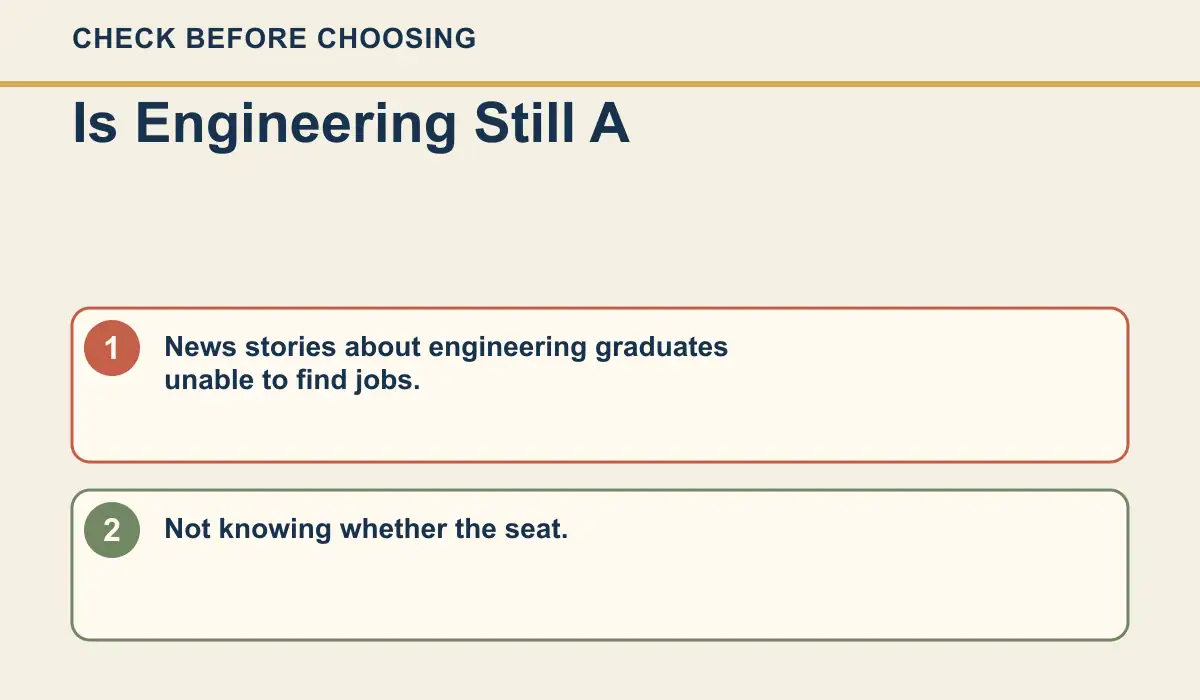 CHECK BEFORE CHOOSING
Is Engineering Still A
1
News stories about engineering graduates
unable to find jobs.
2
Not knowing whether the seat.